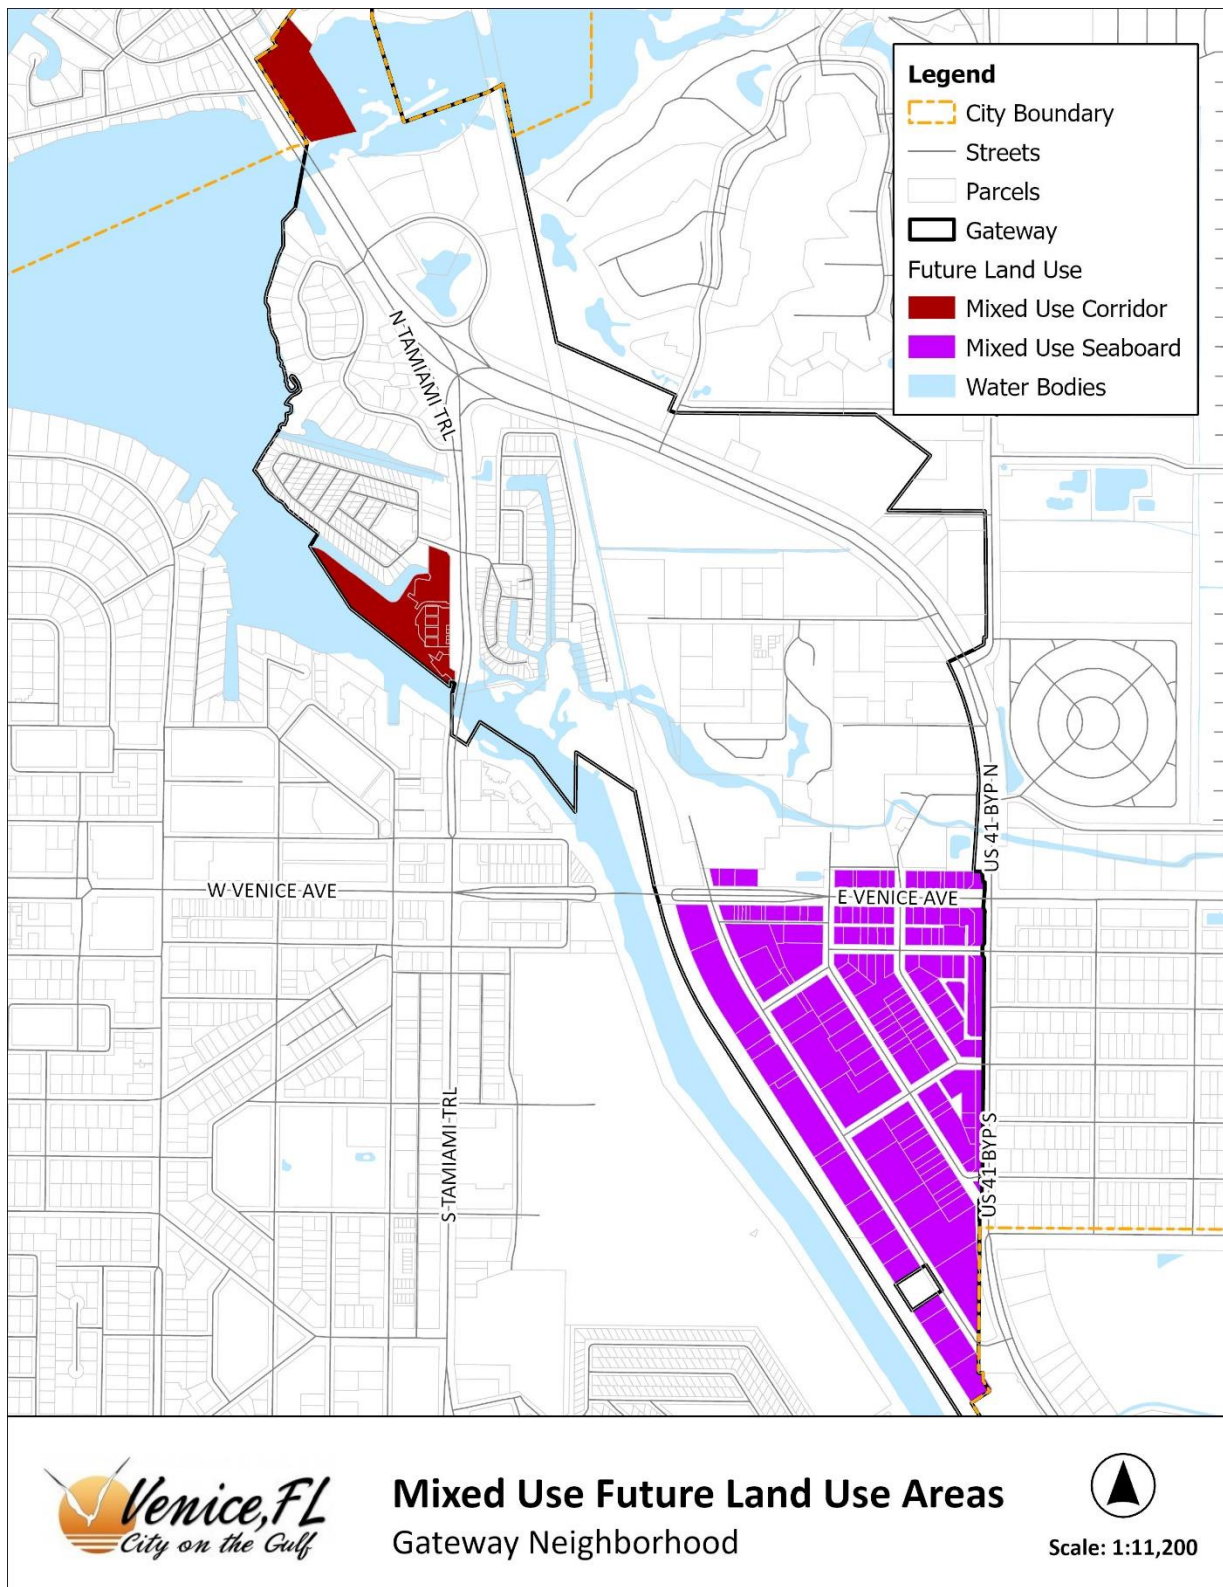 Legend
City Boundary
Streets
Parcels
Gateway
Future Land Use
Mixed Use Corridor
Mixed Use Seaboard
Water Bodies
N TAMIAMI TRL
US 41 BYP N
W VENICE AVE
E VENICE AVE
S TAMIAMI TRL
US 41 BYP S
Venice, FL
City on the Gulf
Mixed Use Future Land Use Areas
Gateway Neighborhood
Scale: 1:11,200